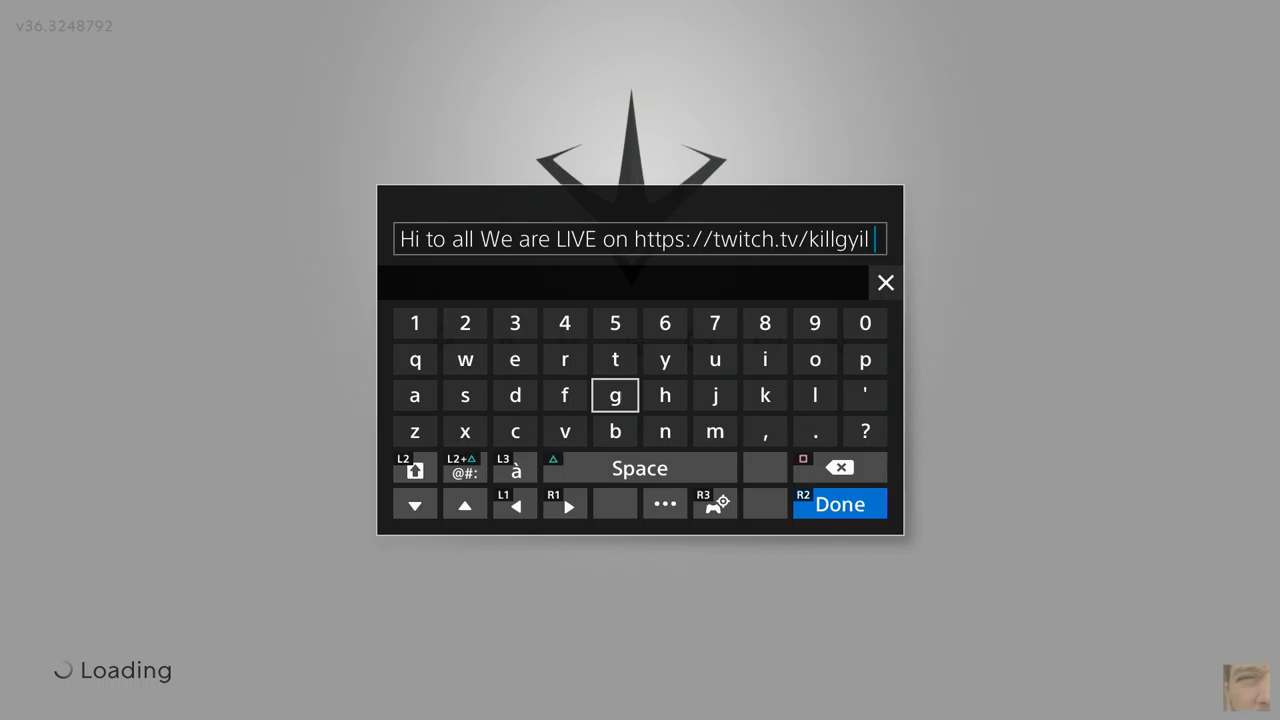 v36.3248792
Hi to all We are LIVE on https://twitch.tv/killgyil
1 2 3 4 5 6 7 8 9 0
q w e r t y u i o p
a s d f g h j k l '
z x c v b n m , . ?
L2 L2+△ @#: L3 à △ Space □
L1 R1 ••• R3 R2 Done
Loading